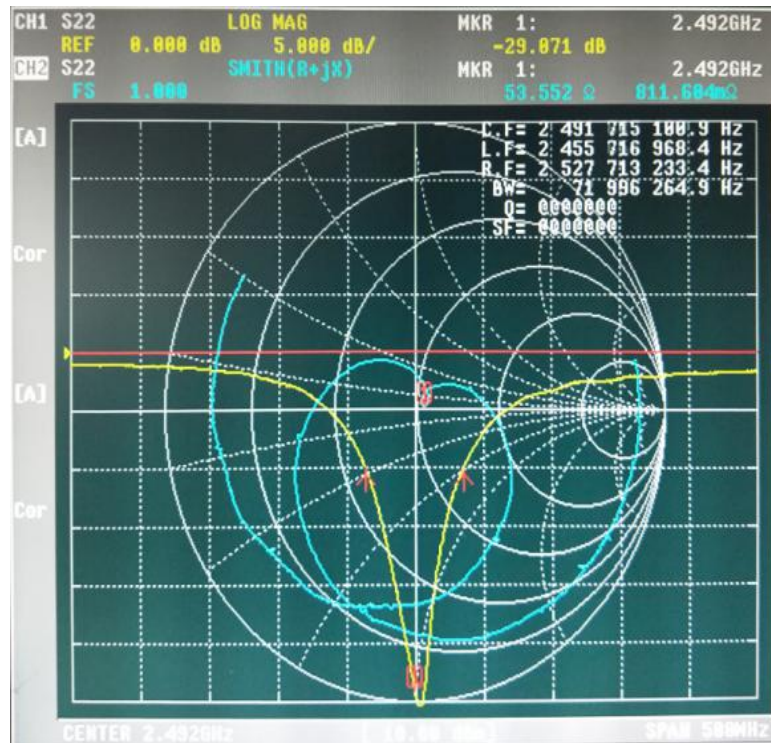 CH1 S22 LOG MAG MKR 1: 2.492GHz
REF 0.000 dB 5.000 dB/ -29.071 dB
CH2 S22 SMITH(R+jX) MKR 1: 2.492GHz
FS 1.000 53.552 Ω 811.604mΩ
[A]
C.F= 2 491 715 100.9 Hz
L.F= 2 455 716 968.4 Hz
R.F= 2 527 713 233.4 Hz
BW= 71 996 264.9 Hz
Q= @@@@@@@
SF= @@@@@@@
Cor
[A]
Cor
CENTER 2.492GHz SPAN 500MHz